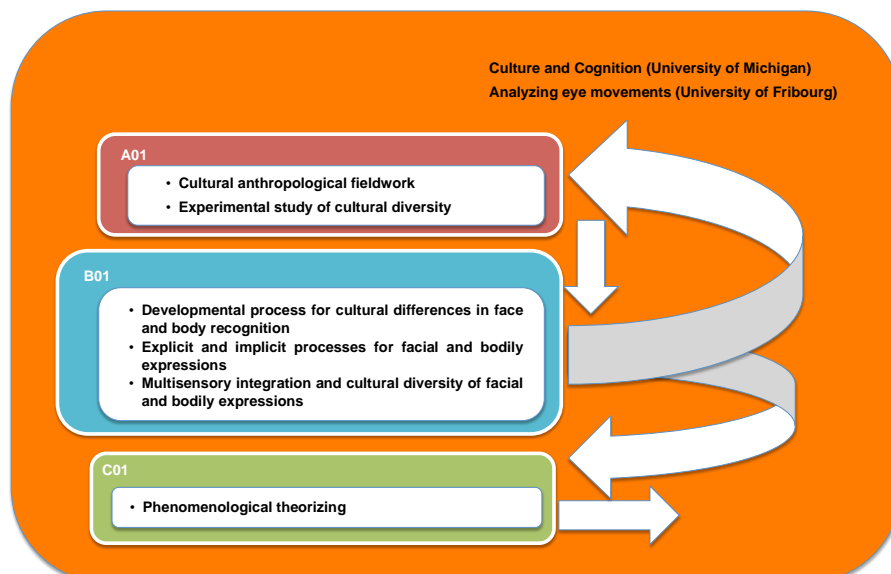 Culture and Cognition (University of Michigan)
Analyzing eye movements (University of Fribourg)
A01
• Cultural anthropological fieldwork
• Experimental study of cultural diversity
B01
• Developmental process for cultural differences in face
and body recognition
• Explicit and implicit processes for facial and bodily
expressions
• Multisensory integration and cultural diversity of facial
and bodily expressions
C01
• Phenomenological theorizing